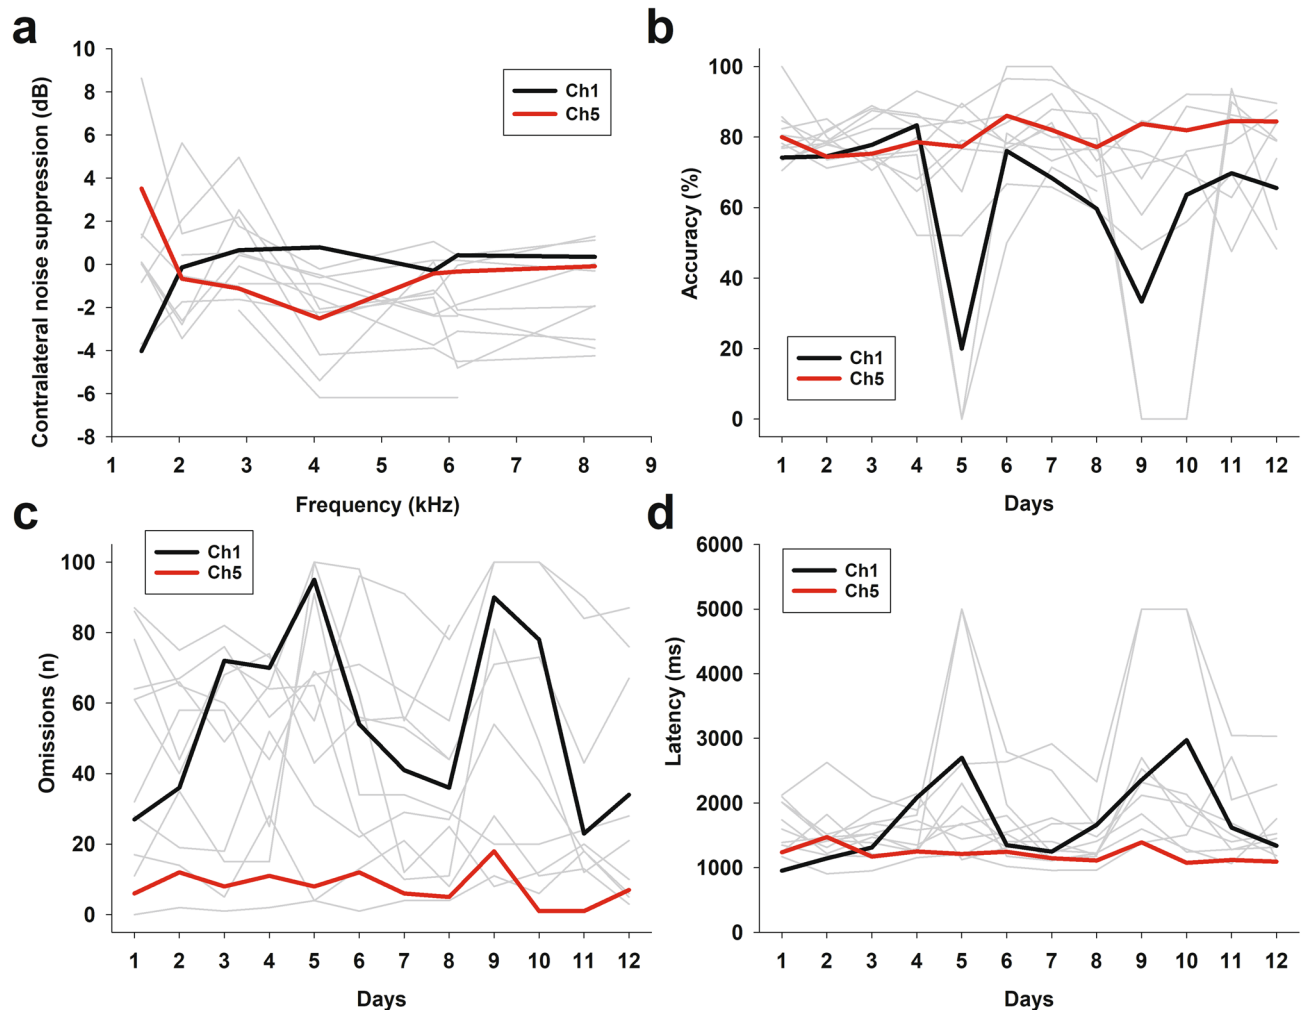 a
Contralateral noise suppression (dB)
10
8
6
4
2
0
-2
-4
-6
-8
Ch1
Ch5
1 2 3 4 5 6 7 8 9
Frequency (kHz)
b
Accuracy (%)
100
80
60
40
20
0
Ch1
Ch5
1 2 3 4 5 6 7 8 9 10 11 12
Days
c
Omissions (n)
100
80
60
40
20
0
Ch1
Ch5
1 2 3 4 5 6 7 8 9 10 11 12
Days
d
Latency (ms)
6000
5000
4000
3000
2000
1000
0
Ch1
Ch5
1 2 3 4 5 6 7 8 9 10 11 12
Days